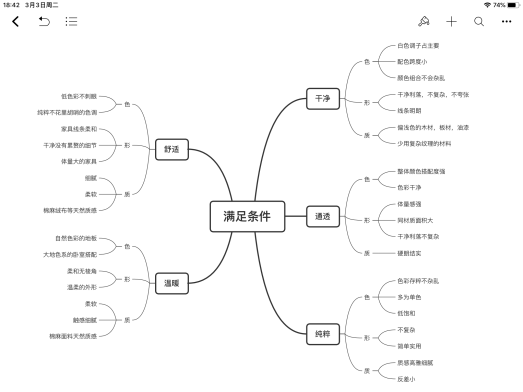 18:42 3月3日周二
74%
满足条件
干净
色
白色调子占主要
配色跨度小
颜色组合不会杂乱
形
干净利落，不复杂，不夸张
线条明朗
质
偏浅色的木材，板材，油漆
少用复杂纹理的材料
通透
色
整体颜色搭配度强
色彩干净
形
体量感强
同材质面积大
干净利落不复杂
质
硬朗结实
纯粹
色
色彩存粹不杂乱
多为单色
低饱和
形
不复杂
简单实用
质
质感高雅细腻
反差小
舒适
色
低色彩不刺眼
纯粹不花里胡哨的色调
形
家具线条柔和
干净没有累赘的细节
体量大的家具
质
细腻
柔软
棉麻绒布等天然质感
温暖
色
自然色彩的地板
大地色系的卧室搭配
形
柔和无棱角
温柔的外形
质
柔软
触感细腻
棉麻面料天然质感